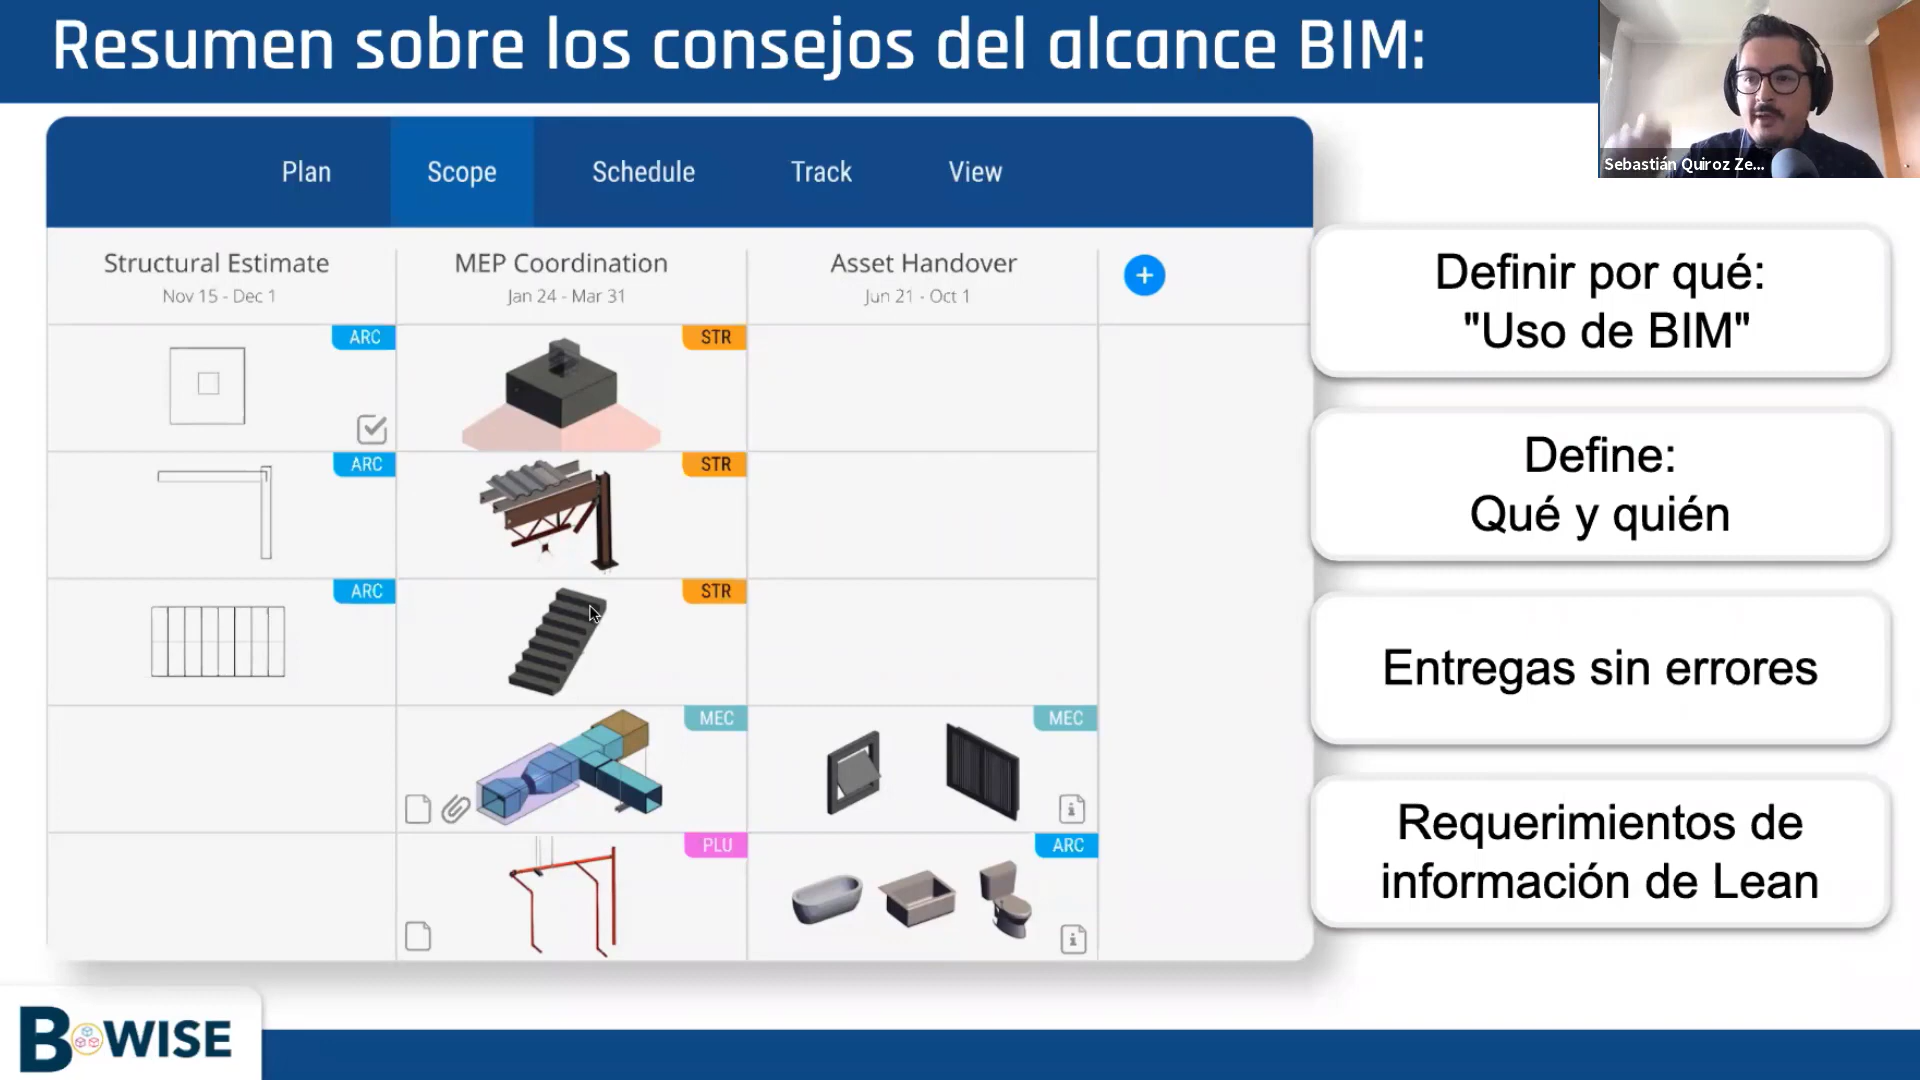 Resumen sobre los consejos del alcance BIM:
Sebastián Quiroz Ze...
Plan
Scope
Schedule
Track
View
Structural Estimate
Nov 15 - Dec 1
MEP Coordination
Jan 24 - Mar 31
Asset Handover
Jun 21 - Oct 1
+
ARC
STR
ARC
STR
ARC
STR
MEC
MEC
PLU
ARC
Definir por qué:
"Uso de BIM"
Define:
Qué y quién
Entregas sin errores
Requerimientos de
información de Lean
BWISE